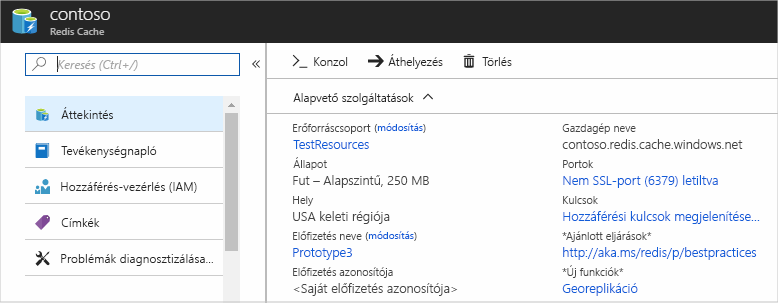 contoso
Redis Cache
Keresés (Ctrl+/)
Áttekintés
Tevékenységnapló
Hozzáférés-vezérlés (IAM)
Címkék
Problémák diagnosztizálása...
Konzol
Áthelyezés
Törlés
Alapvető szolgáltatások
Erőforráscsoport (módosítás)
TestResources
Állapot
Fut – Alapszintű, 250 MB
Hely
USA keleti régiója
Előfizetés neve (módosítás)
Prototype3
Előfizetés azonosítója
<Saját előfizetés azonosítója>
Gazdagép neve
contoso.redis.cache.windows.net
Portok
Nem SSL-port (6379) letiltva
Kulcsok
Hozzáférési kulcsok megjelenítése...
*Ajánlott eljárások*
http://aka.ms/redis/p/bestpractices
*Új funkciók*
Georeplikáció